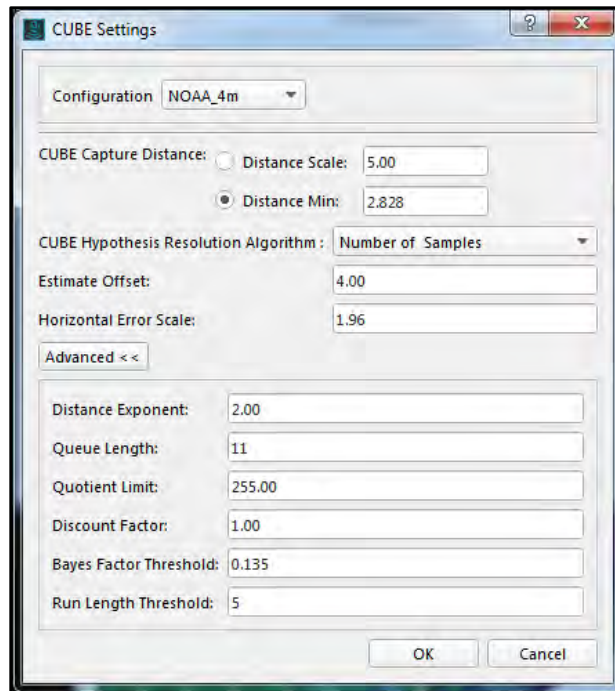 CUBE Settings
Configuration NOAA_4m
CUBE Capture Distance: Distance Scale: 5.00
Distance Min: 2.828
CUBE Hypothesis Resolution Algorithm : Number of Samples
Estimate Offset: 4.00
Horizontal Error Scale: 1.96
Advanced <<
Distance Exponent: 2.00
Queue Length: 11
Quotient Limit: 255.00
Discount Factor: 1.00
Bayes Factor Threshold: 0.135
Run Length Threshold: 5
OK Cancel